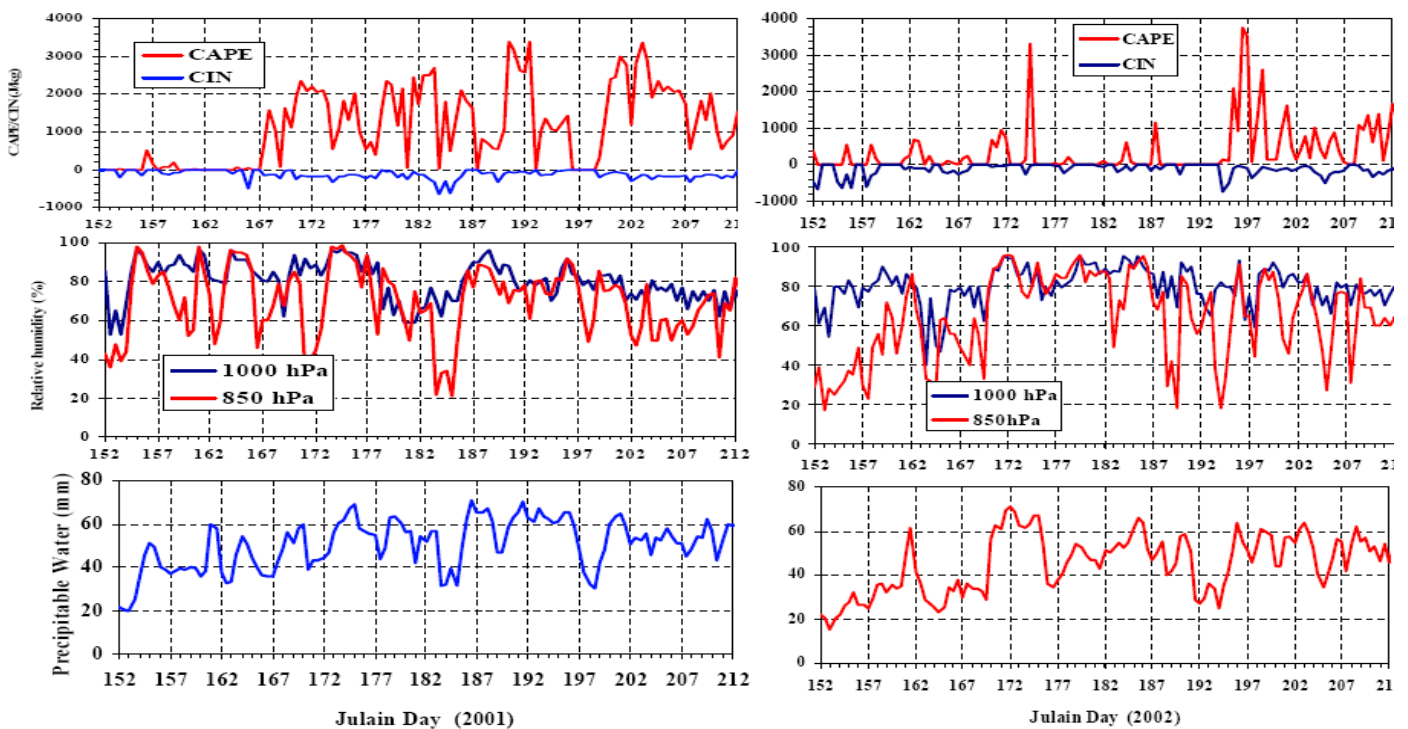 4000
3000
2000
1000
0
-1000
CAPE/CIN(J/kg)
CAPE
CIN
152 157 162 167 172 177 182 187 192 197 202 207 212
4000
3000
2000
1000
0
-1000
CAPE
CIN
152 157 162 167 172 177 182 187 192 197 202 207 21
100
80
60
40
20
0
Relative humidity (%)
1000 hPa
850 hPa
152 157 162 167 172 177 182 187 192 197 202 207 212
100
80
60
40
20
0
1000 hPa
850hPa
152 157 162 167 172 177 182 187 192 197 202 207 21
80
60
40
20
0
Precipitable Water (mm)
152 157 162 167 172 177 182 187 192 197 202 207 212
Julain Day (2001)
80
60
40
20
0
152 157 162 167 172 177 182 187 192 197 202 207 21
Julain Day (2002)